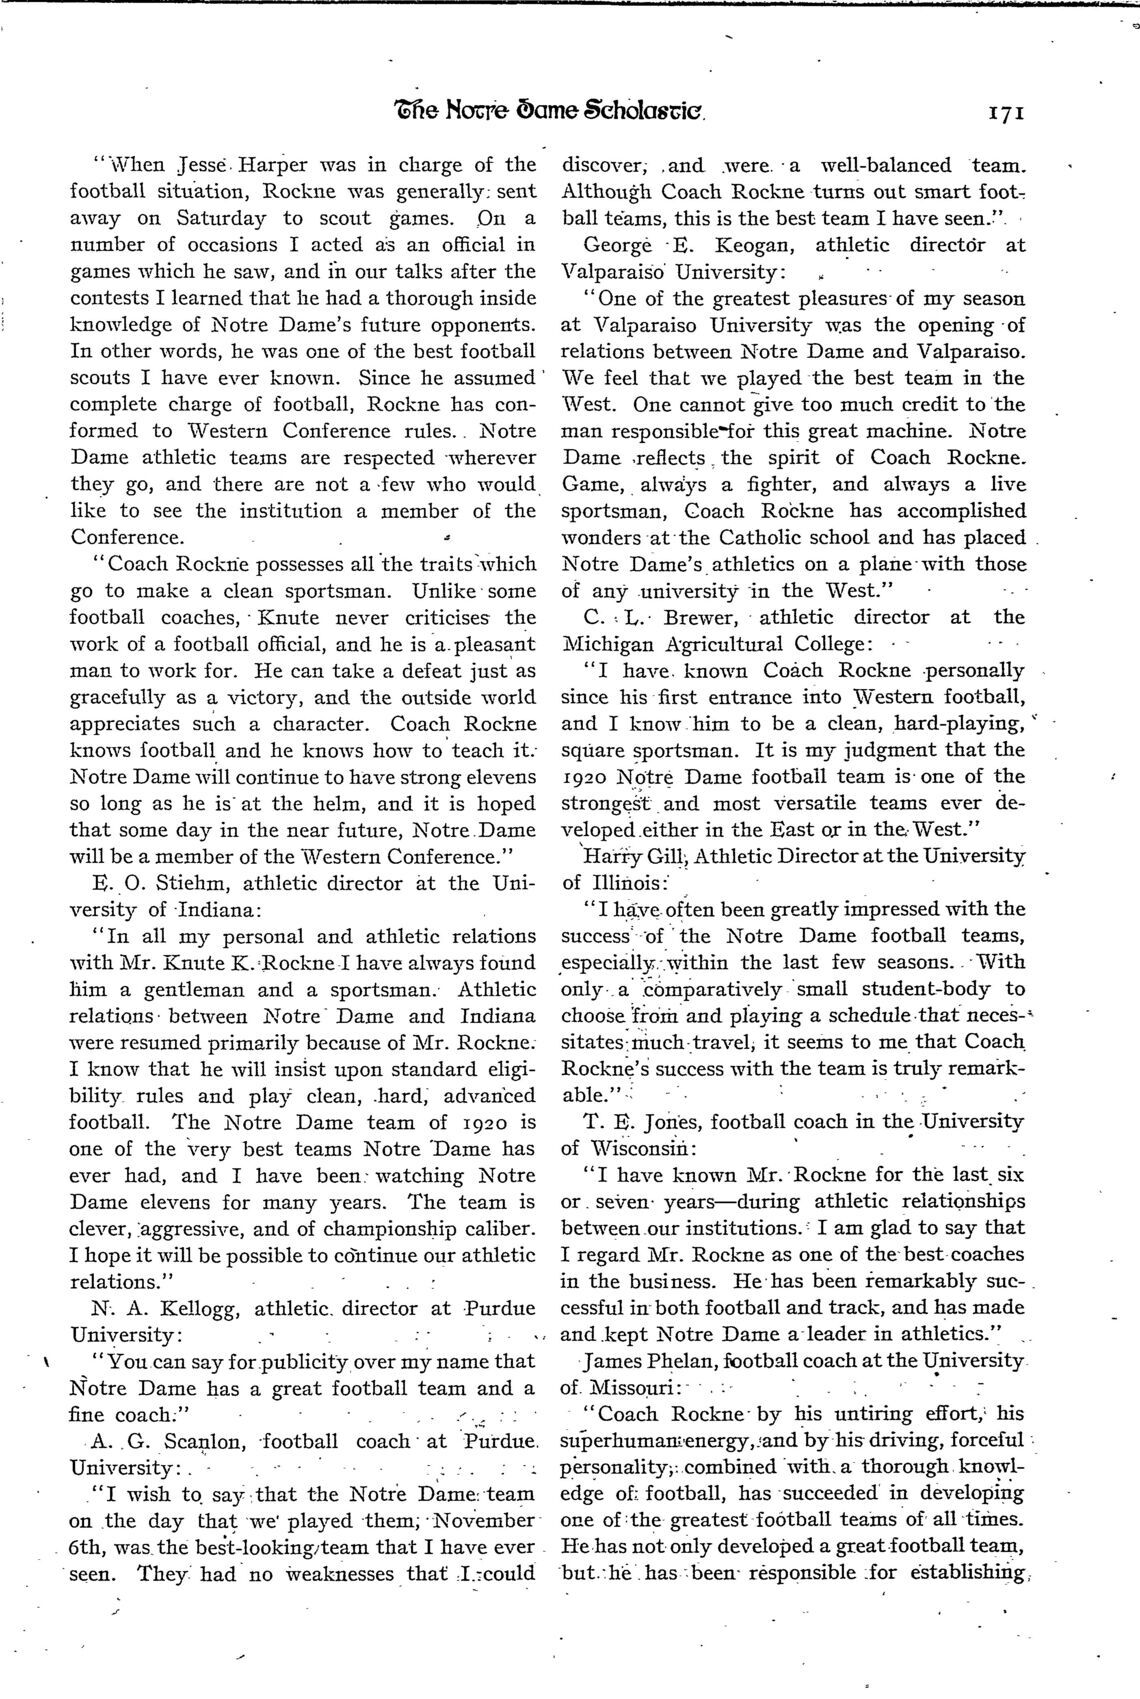 The Notre Dame Scholastic. 171
"When Jesse Harper was in charge of the
football situation, Rockne was generally sent
away on Saturday to scout games. On a
number of occasions I acted as an official in
games which he saw, and in our talks after the
contests I learned that he had a thorough inside
knowledge of Notre Dame's future opponents.
In other words, he was one of the best football
scouts I have ever known. Since he assumed
complete charge of football, Rockne has con-
formed to Western Conference rules. Notre
Dame athletic teams are respected wherever
they go, and there are not a few who would
like to see the institution a member of the
Conference.
"Coach Rockne possesses all the traits which
go to make a clean sportsman. Unlike some
football coaches, Knute never criticises the
work of a football official, and he is a pleasant
man to work for. He can take a defeat just as
gracefully as a victory, and the outside world
appreciates such a character. Coach Rockne
knows football and he knows how to teach it.
Notre Dame will continue to have strong elevens
so long as he is at the helm, and it is hoped
that some day in the near future, Notre Dame
will be a member of the Western Conference."
E. O. Stiehm, athletic director at the Uni-
versity of Indiana:
"In all my personal and athletic relations
with Mr. Knute K. Rockne I have always found
him a gentleman and a sportsman. Athletic
relations between Notre Dame and Indiana
were resumed primarily because of Mr. Rockne.
I know that he will insist upon standard eligi-
bility rules and play clean, hard, advanced
football. The Notre Dame team of 1920 is
one of the very best teams Notre Dame has
ever had, and I have been watching Notre
Dame elevens for many years. The team is
clever, aggressive, and of championship caliber.
I hope it will be possible to continue our athletic
relations."
N. A. Kellogg, athletic director at Purdue
University:
"You can say for publicity over my name that
Notre Dame has a great football team and a
fine coach."
A. G. Scanlon, football coach at Purdue
University:
"I wish to say that the Notre Dame team
on the day that we played them, November
6th, was the best-looking team that I have ever
seen. They had no weaknesses that I could
discover, and were a well-balanced team.
Although Coach Rockne turns out smart foot-
ball teams, this is the best team I have seen."
George E. Keogan, athletic director at
Valparaiso University:
"One of the greatest pleasures of my season
at Valparaiso University was the opening of
relations between Notre Dame and Valparaiso.
We feel that we played the best team in the
West. One cannot give too much credit to the
man responsible for this great machine. Notre
Dame reflects the spirit of Coach Rockne.
Game, always a fighter, and always a live
sportsman, Coach Rockne has accomplished
wonders at the Catholic school and has placed
Notre Dame's athletics on a plane with those
of any university in the West."
C. L. Brewer, athletic director at the
Michigan Agricultural College:
"I have known Coach Rockne personally
since his first entrance into Western football,
and I know him to be a clean, hard-playing,
square sportsman. It is my judgment that the
1920 Notre Dame football team is one of the
strongest and most versatile teams ever de-
veloped either in the East or in the West."
Harry Gill, Athletic Director at the University
of Illinois:
"I have often been greatly impressed with the
success of the Notre Dame football teams,
especially within the last few seasons. With
only a comparatively small student-body to
choose from and playing a schedule that neces-
sitates much travel, it seems to me that Coach
Rockne's success with the team is truly remark-
able."
T. E. Jones, football coach in the University
of Wisconsin:
"I have known Mr. Rockne for the last six
or seven years—during athletic relationships
between our institutions. I am glad to say that
I regard Mr. Rockne as one of the best coaches
in the business. He has been remarkably suc-
cessful in both football and track, and has made
and kept Notre Dame a leader in athletics."
James Phelan, football coach at the University
of Missouri:
"Coach Rockne by his untiring effort, his
superhuman energy, and by his driving, forceful
personality, combined with a thorough knowl-
edge of football, has succeeded in developing
one of the greatest football teams of all times.
He has not only developed a great football team,
but he has been responsible for establishing